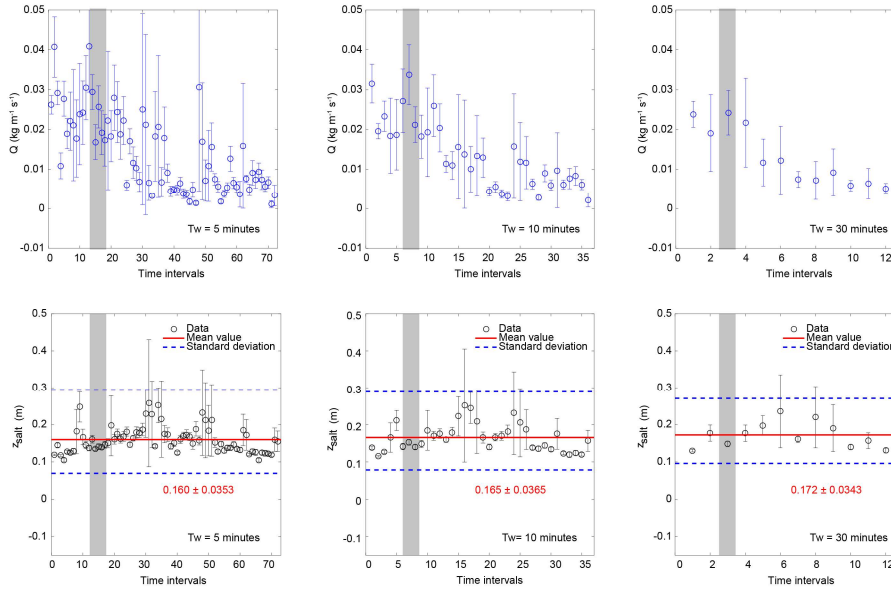 0.05
0.04
0.03
0.02
0.01
0
-0.01
Q (kg m s)
Tw = 5 minutes
0 10 20 30 40 50 60 70
Time intervals
0.05
0.04
0.03
0.02
0.01
0
-0.01
Q (kg m s)
Tw = 10 minutes
0 5 10 15 20 25 30 35
Time intervals
0.05
0.04
0.03
0.02
0.01
0
-0.01
Q (kg m s)
Tw = 30 minutes
0 2 4 6 8 10 12
Time intervals
0.5
0.4
0.3
0.2
0.1
0
-0.1
zsalt (m)
Data
Mean value
Standard deviation
0.160 ± 0.0353
Tw = 5 minutes
0 10 20 30 40 50 60 70
Time intervals
0.5
0.4
0.3
0.2
0.1
0
-0.1
zsalt (m)
Data
Mean value
Standard deviation
0.165 ± 0.0365
Tw= 10 minutes
0 5 10 15 20 25 30 35
Time intervals
0.5
0.4
0.3
0.2
0.1
0
-0.1
zsalt (m)
Data
Mean value
Standard deviation
0.172 ± 0.0343
Tw = 30 minutes
0 2 4 6 8 10 12
Time intervals